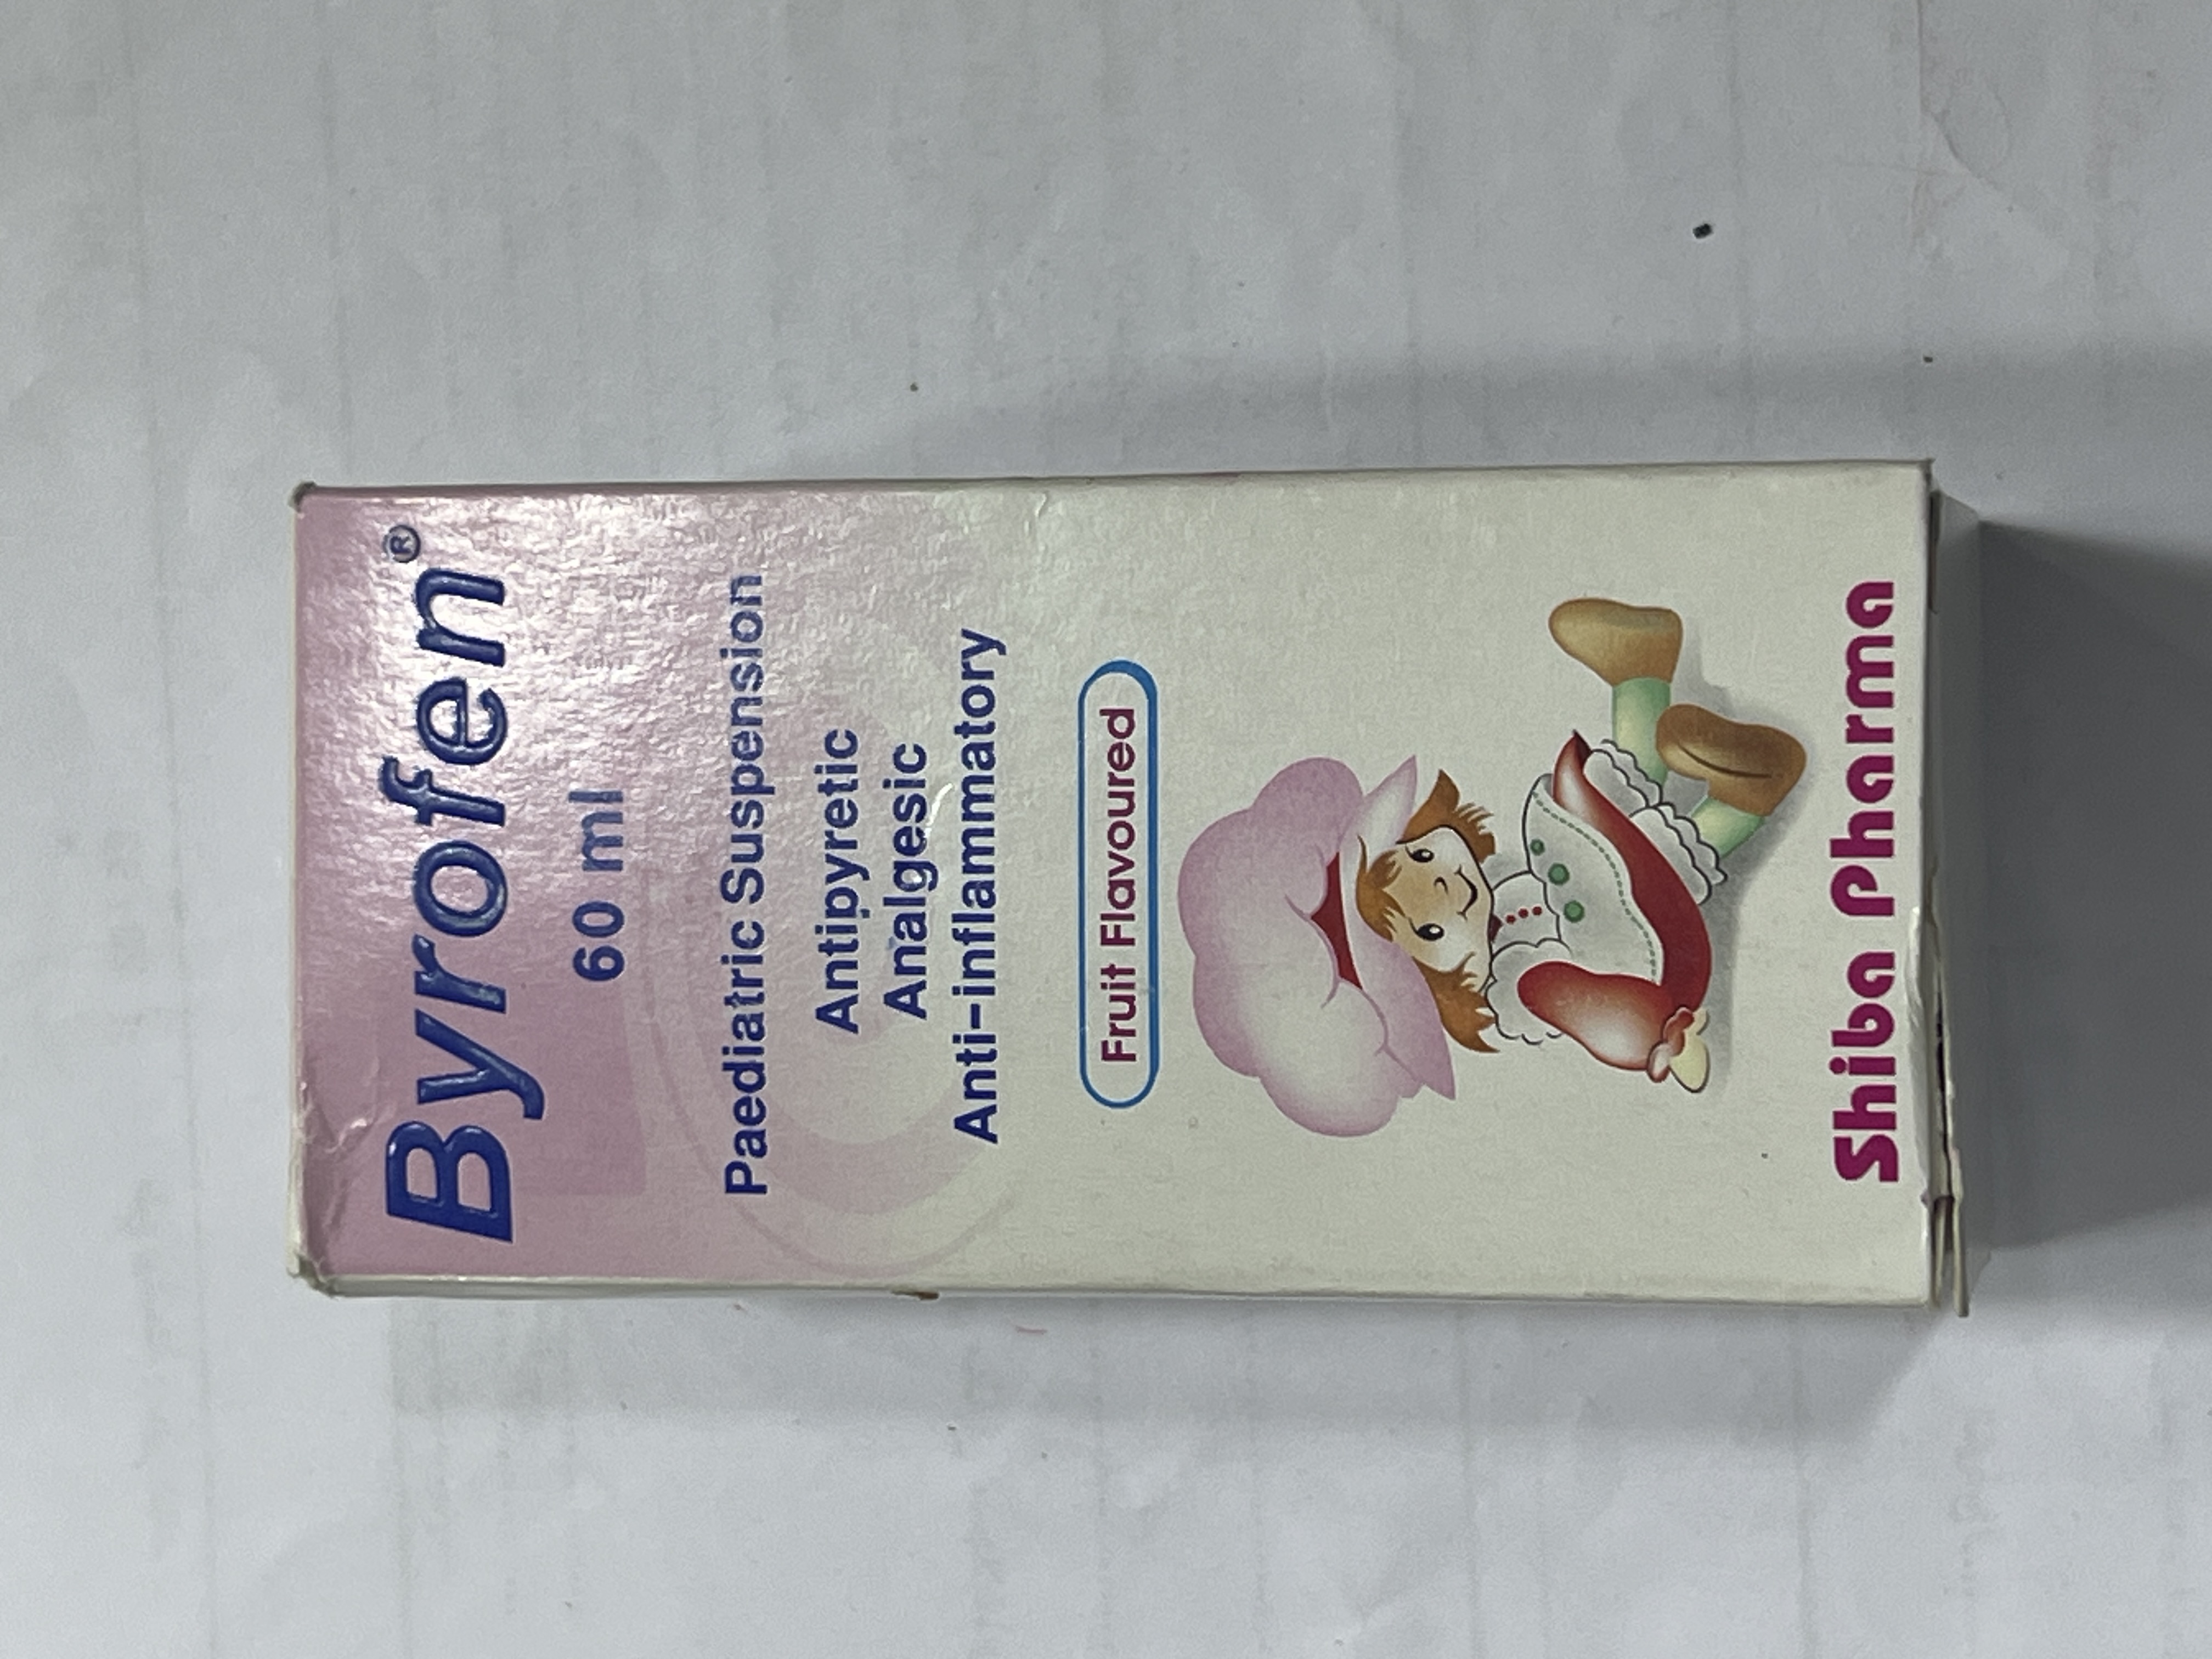 Byrofen®
60 ml
Paediatric Suspension
Antipyretic
Analgesic
Anti-inflammatory
Fruit Flavoured
Shiba Pharma